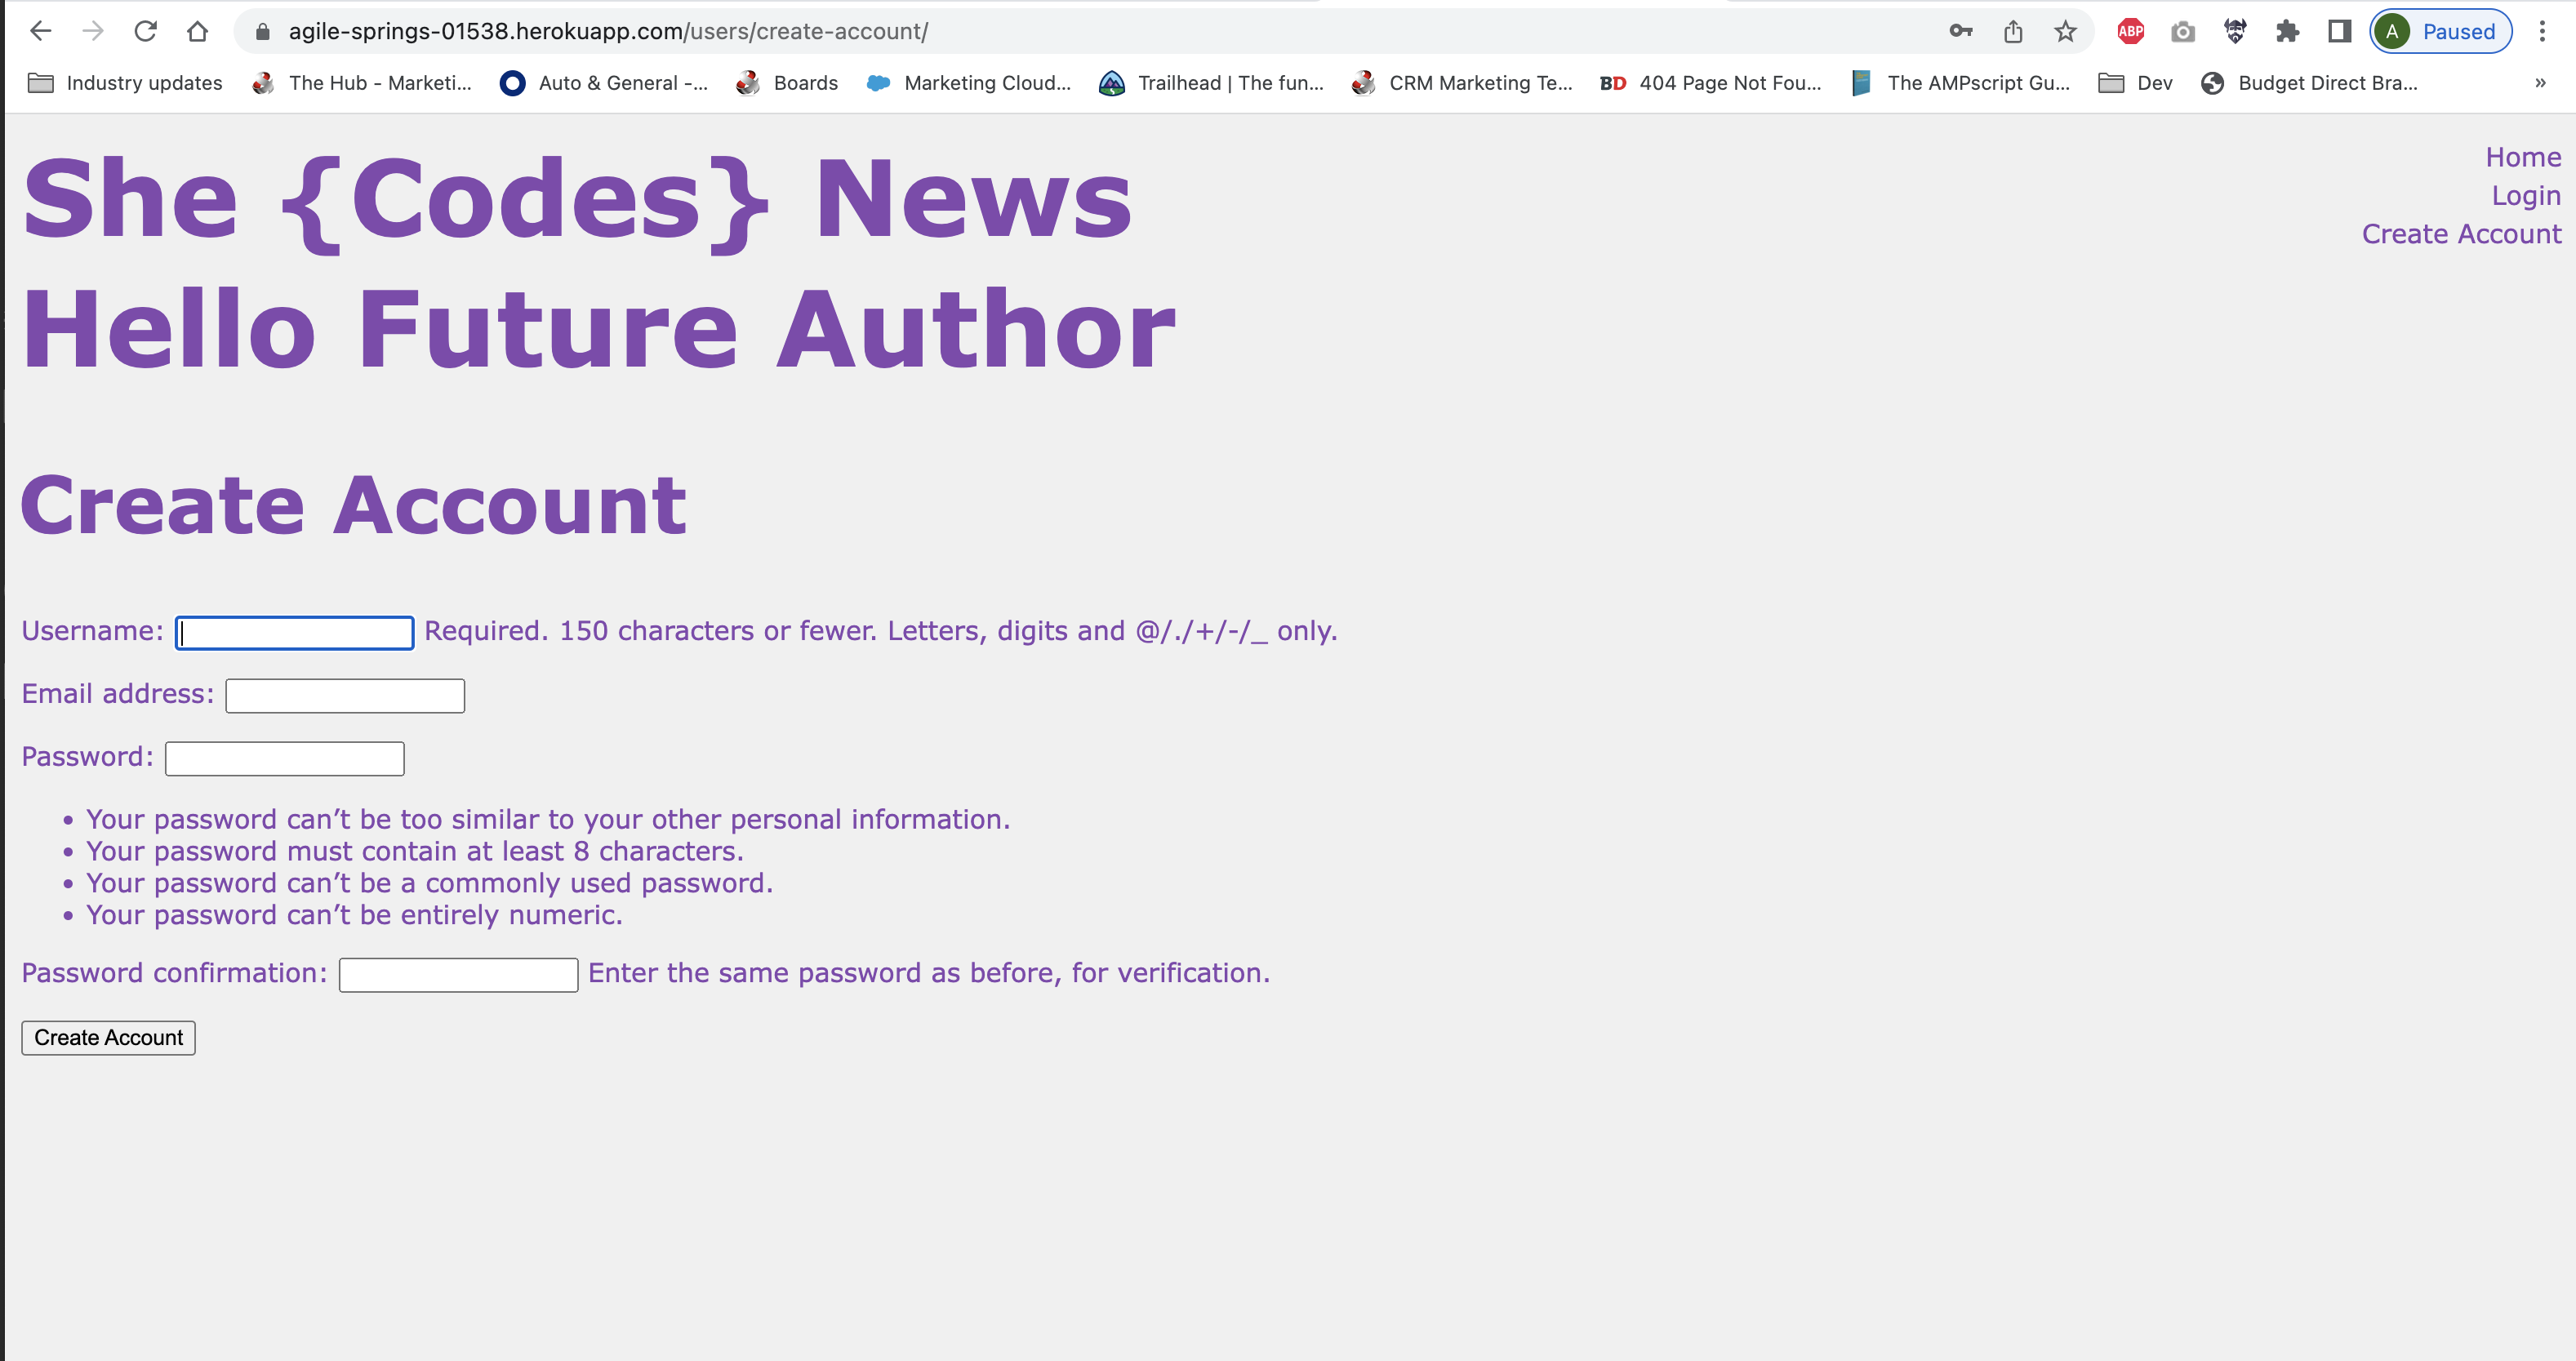 agile-springs-01538.herokuapp.com/users/create-account/
ABP
A Paused
Industry updates The Hub - Marketi... Auto & General -... Boards Marketing Cloud... Trailhead | The fun... CRM Marketing Te... BD 404 Page Not Fou... The AMPscript Gu... Dev Budget Direct Bra... »
She {Codes} News
Home
Login
Create Account
Hello Future Author
Create Account
Username: Required. 150 characters or fewer. Letters, digits and @/./+/-/_ only.
Email address:
Password:
• Your password can’t be too similar to your other personal information.
• Your password must contain at least 8 characters.
• Your password can’t be a commonly used password.
• Your password can’t be entirely numeric.
Password confirmation: Enter the same password as before, for verification.
Create Account